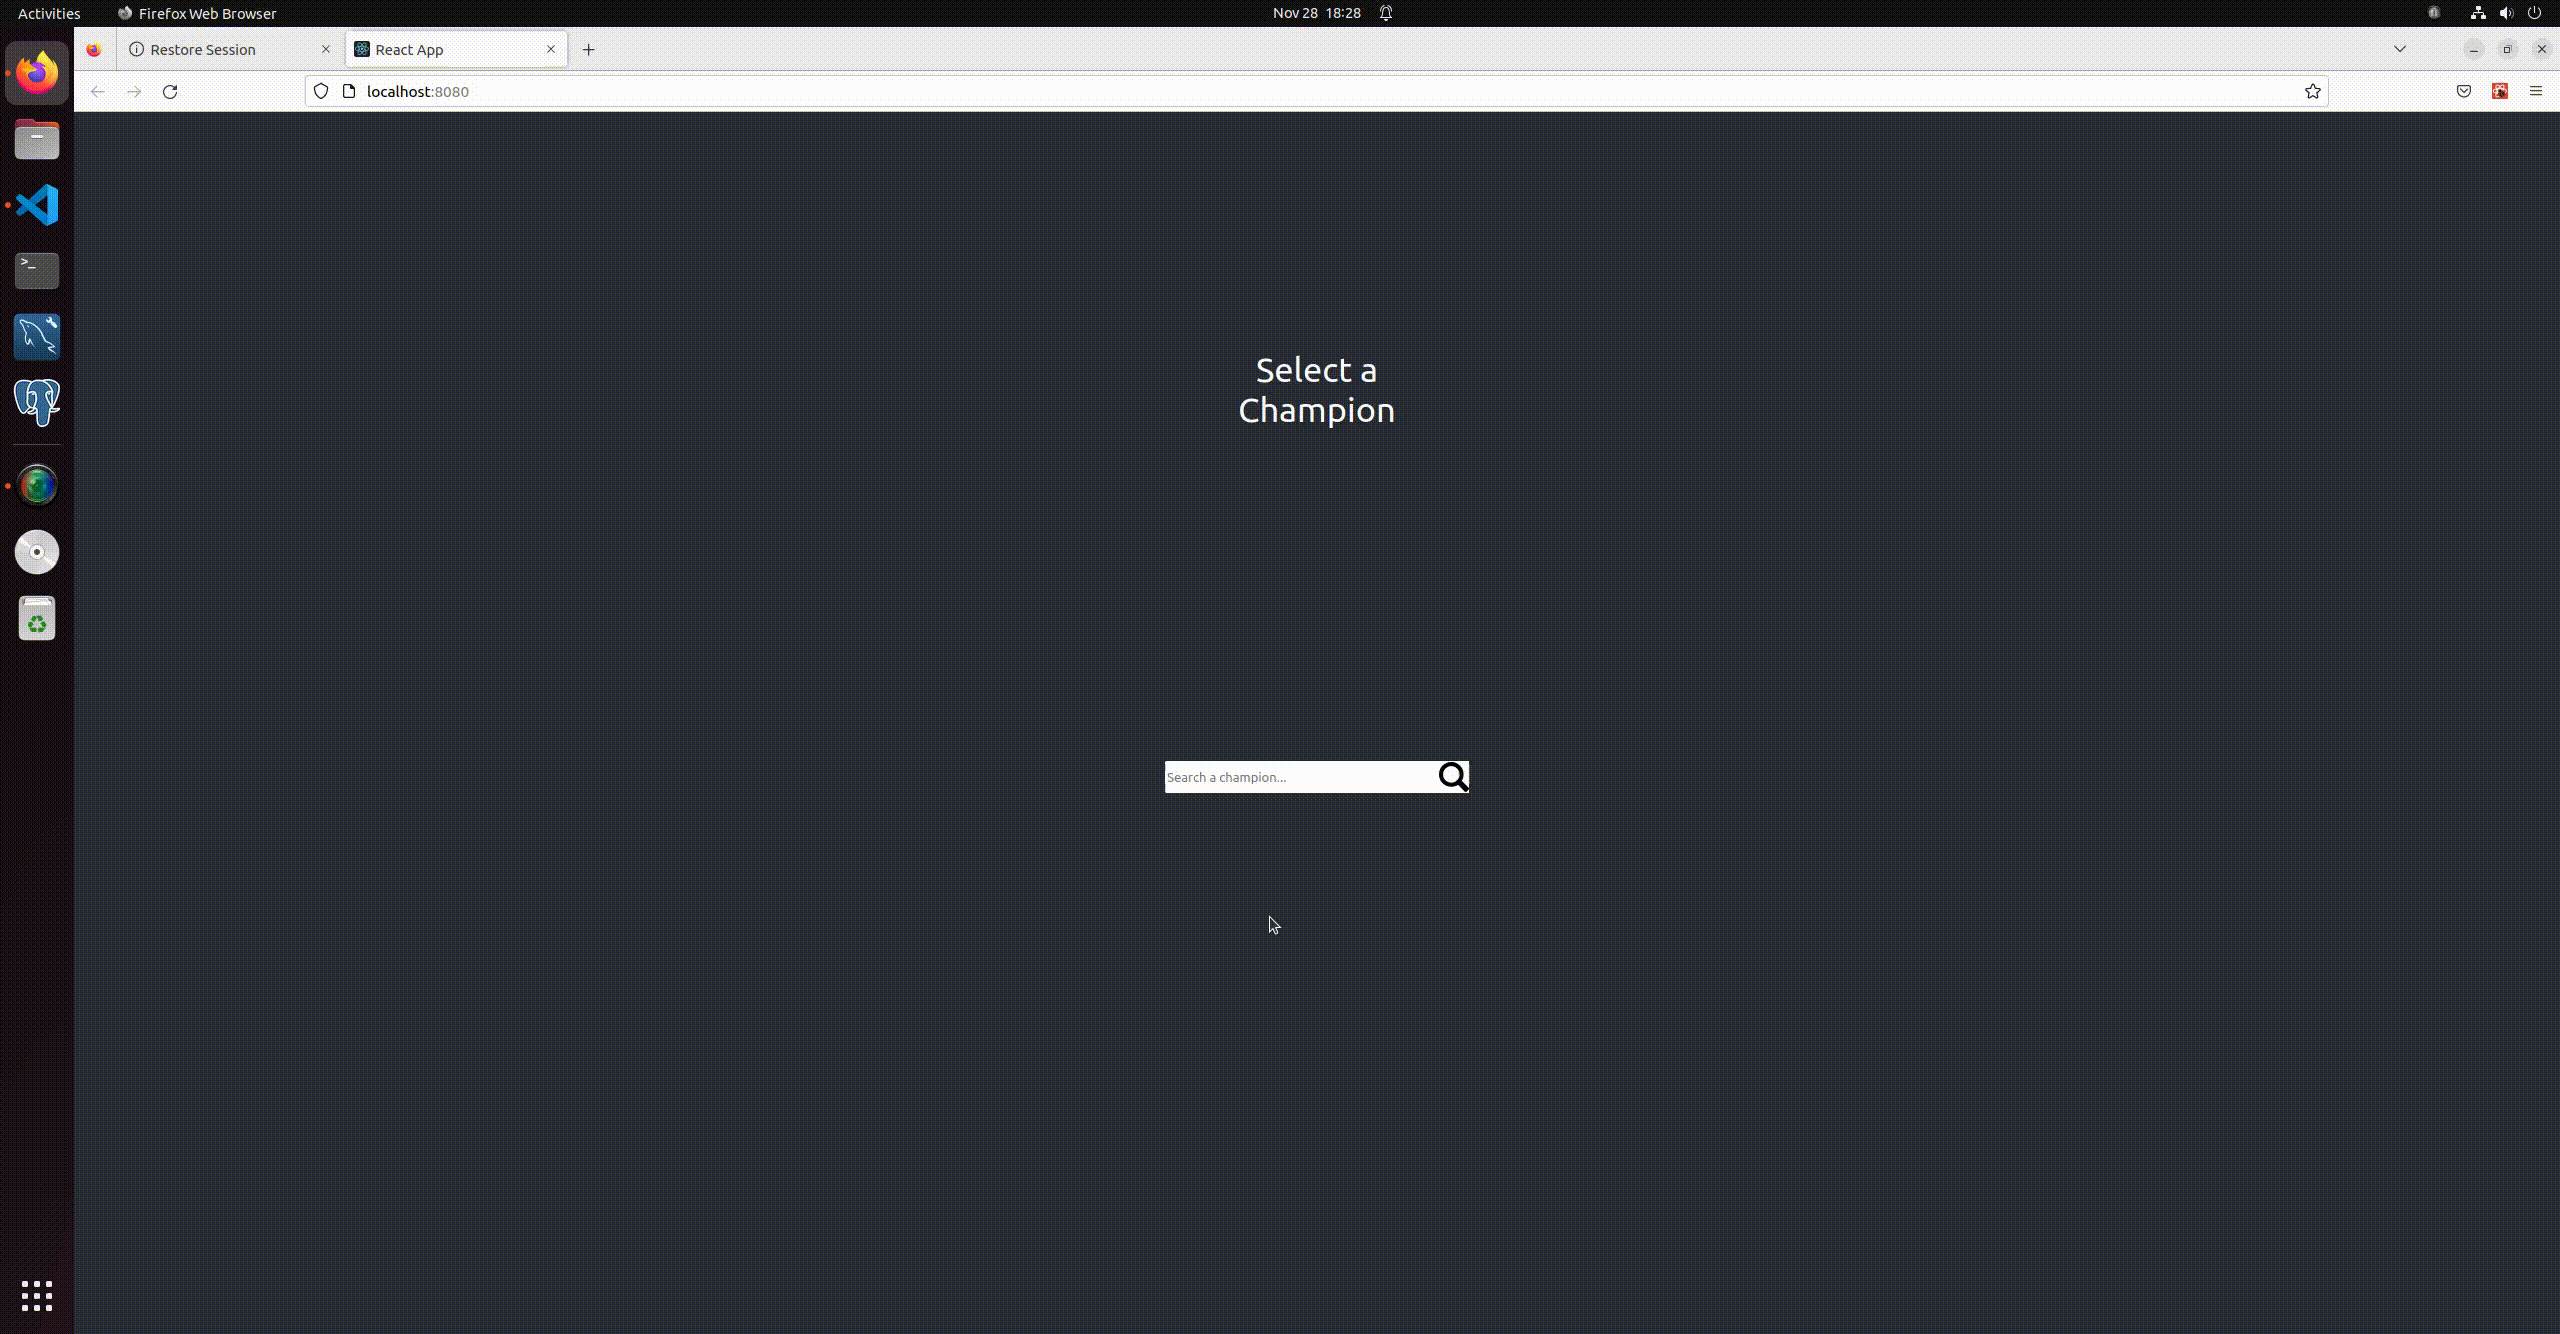 Activities
Firefox Web Browser
Nov 28 18:28
Restore Session
React App
localhost:8080
>_
Select a
Champion
Search a champion...